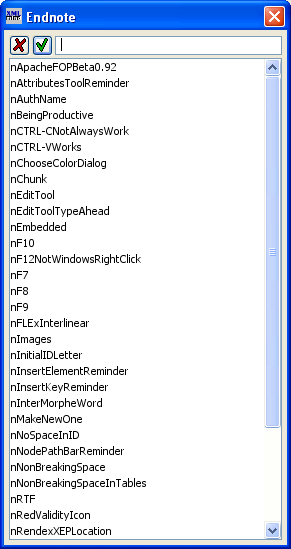 Endnote
nApacheFOPBeta0.92
nAttributesToolReminder
nAuthName
nBeingProductive
nCTRL-CNotAlwaysWork
nCTRL-VWorks
nChooseColorDialog
nChunk
nEditTool
nEditToolTypeAhead
nEmbedded
nF10
nF12NotWindowsRightClick
nF7
nF8
nF9
nFLExInterlinear
nImages
nInitialIDLetter
nInsertElementReminder
nInsertKeyReminder
nInterMorpheWord
nMakeNewOne
nNoSpaceInID
nNodePathBarReminder
nNonBreakingSpace
nNonBreakingSpaceInTables
nRTF
nRedValidityIcon
nRendexXEPLocation